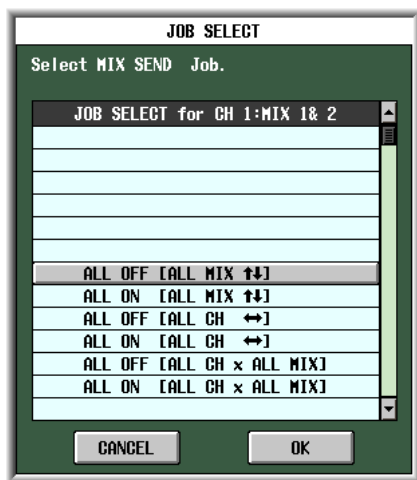 JOB SELECT
Select MIX SEND Job.
JOB SELECT for CH 1:MIX 1& 2
ALL OFF [ALL MIX ↑↓]
ALL ON [ALL MIX ↑↓]
ALL OFF [ALL CH ↔]
ALL ON [ALL CH ↔]
ALL OFF [ALL CH x ALL MIX]
ALL ON [ALL CH x ALL MIX]
CANCEL OK